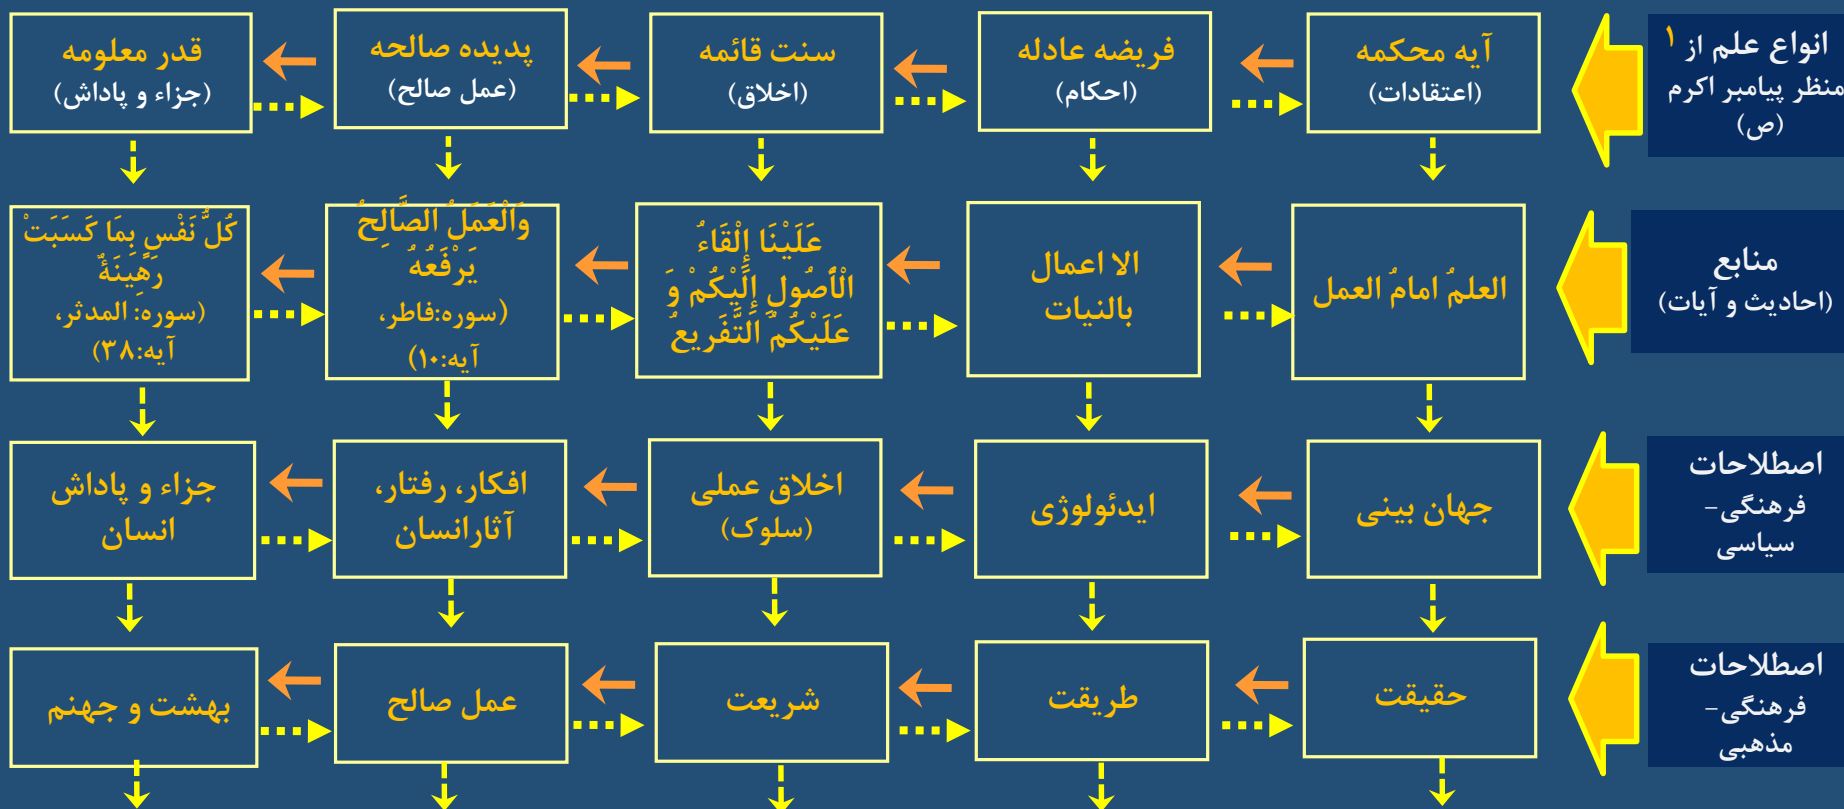 انواع علم از ۱
منظر پیامبر اکرم
(ص)
آیه محکمه
(اعتقادات)
فریضه عادله
(احکام)
سنت قائمه
(اخلاق)
پدیده صالحه
(عمل صالح)
قدر معلومه
(جزاء و پاداش)
منابع
(احادیث و آیات)
العلمُ امامُ العمل
الا اعمال
بالنیات
عَلَيْنَا إِلْقَاءُ
الْأُصُولِ إِلَيْكُمْ وَ
عَلَيْكُمُ التَّفَرِيعُ
وَالْعَمَلُ الصَّالِحُ
يَرْفَعُهُ
(سوره:فاطر،
آیه:۱۰)
كُلُّ نَفْسٍ بِمَا كَسَبَتْ
رَهِينَةٌ
(سوره: المدثر،
آیه:۳۸)
اصطلاحات
فرهنگی-
سیاسی
جهان بینی
ایدئولوژی
اخلاق عملی
(سلوک)
افکار، رفتار،
آثارانسان
جزاء و پاداش
انسان
اصطلاحات
فرهنگی-
مذهبی
حقیقت
طریقت
شریعت
عمل صالح
بهشت و جهنم